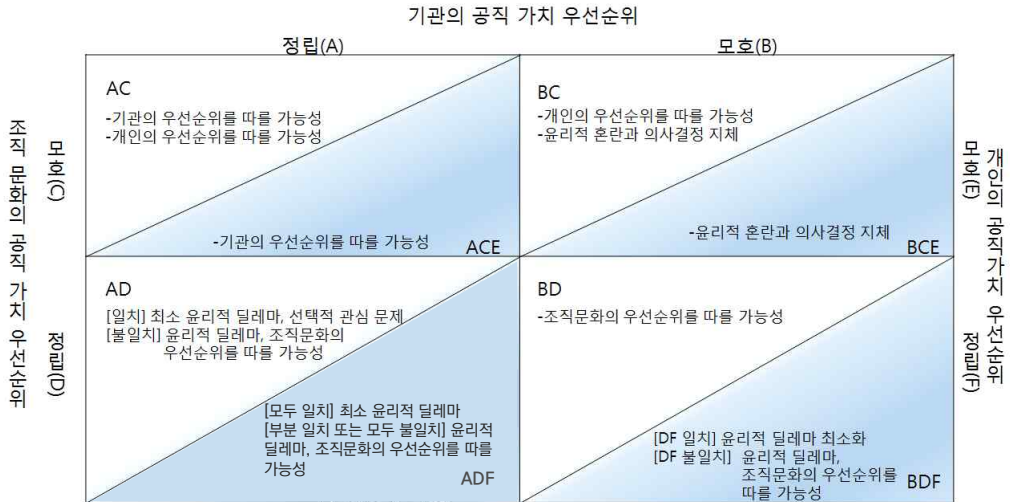 기관의 공직 가치 우선순위
정립(A)
모호(B)
조직 문화의 공직 가치 우선순위
모호(C)
정립(D)
AC
-기관의 우선순위를 따를 가능성
-개인의 우선순위를 따를 가능성
-기관의 우선순위를 따를 가능성
ACE
BC
-개인의 우선순위를 따를 가능성
-윤리적 혼란과 의사결정 지체
-윤리적 혼란과 의사결정 지체
BCE
AD
[일치] 최소 윤리적 딜레마, 선택적 관심 문제
[불일치] 윤리적 딜레마, 조직문화의
우선순위를 따를 가능성
[모두 일치] 최소 윤리적 딜레마
[부분 일치 또는 모두 불일치] 윤리적
딜레마, 조직문화의 우선순위를 따를
가능성
ADF
BD
-조직문화의 우선순위를 따를 가능성
[DF 일치] 윤리적 딜레마 최소화
[DF 불일치] 윤리적 딜레마,
조직문화의 우선순위를
따를 가능성
BDF
모호(E)
정립(F)
개인의 공직가치 우선순위